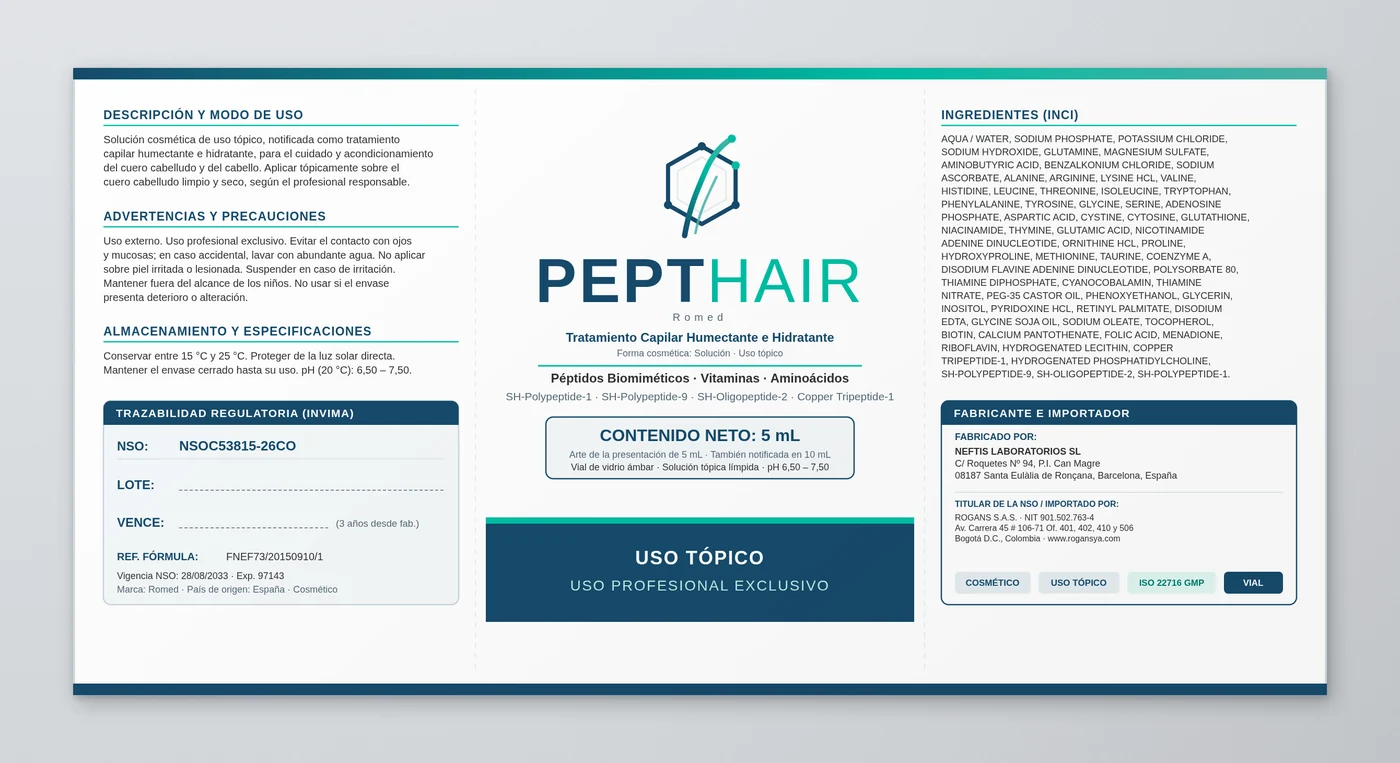 DESCRIPCIÓN Y MODO DE USO
Solución cosmética de uso tópico, notificada como tratamiento
capilar humectante e hidratante, para el cuidado y acondicionamiento
del cuero cabelludo y del cabello. Aplicar tópicamente sobre el
cuero cabelludo limpio y seco, según el profesional responsable.
ADVERTENCIAS Y PRECAUCIONES
Uso externo. Uso profesional exclusivo. Evitar el contacto con ojos
y mucosas; en caso accidental, lavar con abundante agua. No aplicar
sobre piel irritada o lesionada. Suspender en caso de irritación.
Mantener fuera del alcance de los niños. No usar si el envase
presenta deterioro o alteración.
ALMACENAMIENTO Y ESPECIFICACIONES
Conservar entre 15 °C y 25 °C. Proteger de la luz solar directa.
Mantener el envase cerrado hasta su uso. pH (20 °C): 6,50 – 7,50.
TRAZABILIDAD REGULATORIA (INVIMA)
NSO: NSOC53815-26CO
LOTE:
VENCE: (3 años desde fab.)
REF. FÓRMULA: FNEF73/20150910/1
Vigencia NSO: 28/08/2033 · Exp. 97143
Marca: Romed · País de origen: España · Cosmético
PEPTHAIR
Romed
Tratamiento Capilar Humectante e Hidratante
Forma cosmética: Solución · Uso tópico
Péptidos Biomiméticos · Vitaminas · Aminoácidos
SH-Polypeptide-1 · SH-Polypeptide-9 · SH-Oligopeptide-2 · Copper Tripeptide-1
CONTENIDO NETO: 5 mL
Arte de la presentación de 5 mL · También notificada en 10 mL
Vial de vidrio ámbar · Solución tópica límpida · pH 6,50 – 7,50
USO TÓPICO
USO PROFESIONAL EXCLUSIVO
INGREDIENTES (INCI)
AQUA / WATER, SODIUM PHOSPHATE, POTASSIUM CHLORIDE,
SODIUM HYDROXIDE, GLUTAMINE, MAGNESIUM SULFATE,
AMINOBUTYRIC ACID, BENZALKONIUM CHLORIDE, SODIUM
ASCORBATE, ALANINE, ARGININE, LYSINE HCL, VALINE,
HISTIDINE, LEUCINE, THREONINE, ISOLEUCINE, TRYPTOPHAN,
PHENYLALANINE, TYROSINE, GLYCINE, SERINE, ADENOSINE
PHOSPHATE, ASPARTIC ACID, CYSTINE, CYTOSINE, GLUTATHIONE,
NIACINAMIDE, THYMINE, GLUTAMIC ACID, NICOTINAMIDE
ADENINE DINUCLEOTIDE, ORNITHINE HCL, PROLINE,
HYDROXYPROLINE, METHIONINE, TAURINE, COENZYME A,
DISODIUM FLAVINE ADENINE DINUCLEOTIDE, POLYSORBATE 80,
THIAMINE DIPHOSPHATE, CYANOCOBALAMIN, THIAMINE
NITRATE, PEG-35 CASTOR OIL, PHENOXYETHANOL, GLYCERIN,
INOSITOL, PYRIDOXINE HCL, RETINYL PALMITATE, DISODIUM
EDTA, GLYCINE SOJA OIL, SODIUM OLEATE, TOCOPHEROL,
BIOTIN, CALCIUM PANTOTHENATE, FOLIC ACID, MENADIONE,
RIBOFLAVIN, HYDROGENATED LECITHIN, COPPER
TRIPEPTIDE-1, HYDROGENATED PHOSPHATIDYLCHOLINE,
SH-POLYPEPTIDE-9, SH-OLIGOPEPTIDE-2, SH-POLYPEPTIDE-1.
FABRICANTE E IMPORTADOR
FABRICADO POR:
NEFTIS LABORATORIOS SL
C/ Roquetes Nº 94, P.I. Can Magre
08187 Santa Eulàlia de Ronçana, Barcelona, España
TITULAR DE LA NSO / IMPORTADO POR:
ROGANS S.A.S. · NIT 901.502.763-4
Av. Carrera 45 # 106-71 Of. 401, 402, 410 y 506
Bogotá D.C., Colombia · www.rogansya.com
COSMÉTICO USO TÓPICO ISO 22716 GMP VIAL